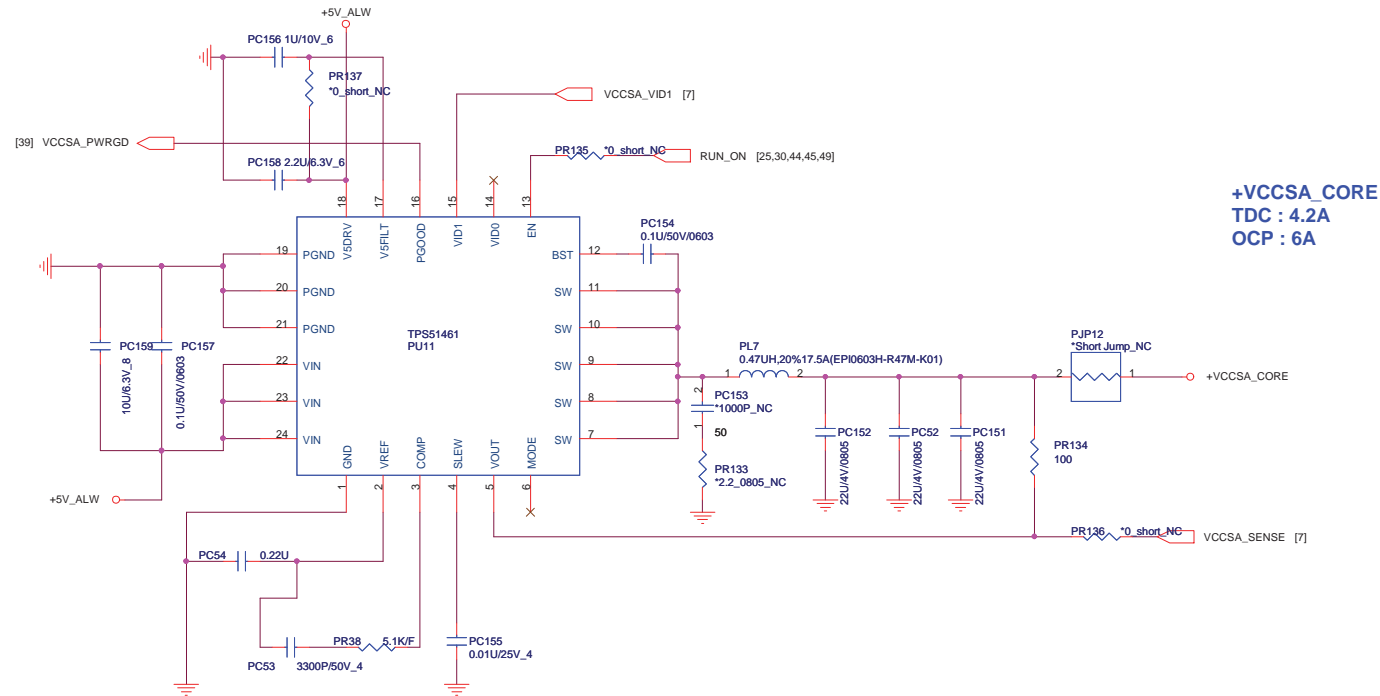 +5V_ALW
PC156 1U/10V_6
PR137
*0_short_NC
VCCSA_VID1 [7]
[39] VCCSA_PWRGD
PR135 *0_short_NC
RUN_ON [25,30,44,45,49]
PC158 2.2U/6.3V_6
+VCCSA_CORE
TDC : 4.2A
OCP : 6A
18 17 16 15 14 13
V5DRV V5FILT PGOOD VID1 VID0 EN
PC154
0.1U/50V/0603
19 PGND
BST 12
20 PGND
SW 11
21 PGND
SW 10
TPS51461
PU11
22 VIN
SW 9
23 VIN
SW 8
24 VIN
SW 7
PC159
10U/6.3V_8
PC157
0.1U/50V/0603
+5V_ALW
GND VREF COMP SLEW VOUT MODE
1 2 3 4 5 6
PL7
0.47UH,20%17.5A(EPI0603H-R47M-K01)
1 2
PJP12
*Short Jump_NC
2 1
+VCCSA_CORE
2
PC153
*1000P_NC
1
50
PR133
*2.2_0805_NC
PC152
22U/4V/0805
PC52
22U/4V/0805
PC151
22U/4V/0805
PR134
100
PR136 *0_short_NC
VCCSA_SENSE [7]
PC54 0.22U
PR38 5.1K/F
PC53 3300P/50V_4
PC155
0.01U/25V_4